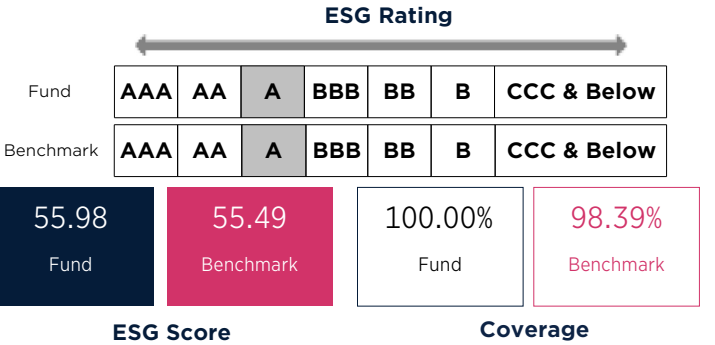 ESG Rating
Fund AAA AA A BBB BB B CCC & Below
Benchmark AAA AA A BBB BB B CCC & Below
55.98 55.49 100.00% 98.39%
Fund Benchmark Fund Benchmark
ESG Score Coverage